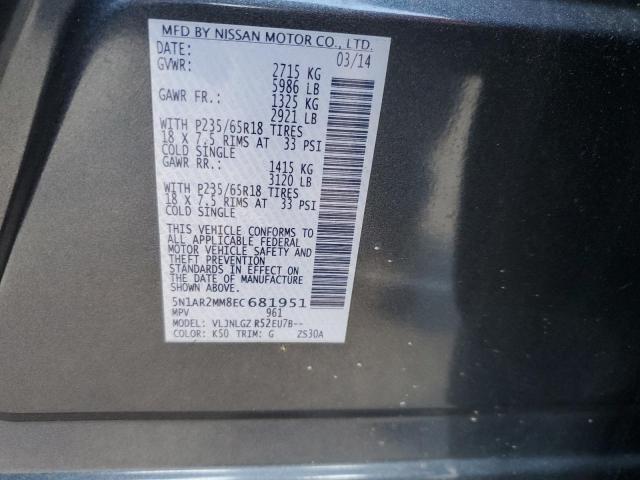 MFD BY NISSAN MOTOR CO., LTD.
DATE: 03/14
GVWR: 2715 KG
5986 LB
GAWR FR.: 1325 KG
2921 LB
WITH P235/65R18 TIRES
18 X 7.5 RIMS AT 33 PSI
COLD SINGLE
GAWR RR.: 1415 KG
3120 LB
WITH P235/65R18 TIRES
18 X 7.5 RIMS AT 33 PSI
COLD SINGLE
THIS VEHICLE CONFORMS TO
ALL APPLICABLE FEDERAL
MOTOR VEHICLE SAFETY AND
THEFT PREVENTION
STANDARDS IN EFFECT ON
THE DATE OF MANUFACTURE
SHOWN ABOVE.
5N1AR2MM8EC681951
MPV 961
MODEL: VLJNLGZ R52EU7B--
COLOR: K50 TRIM: G ZS30A